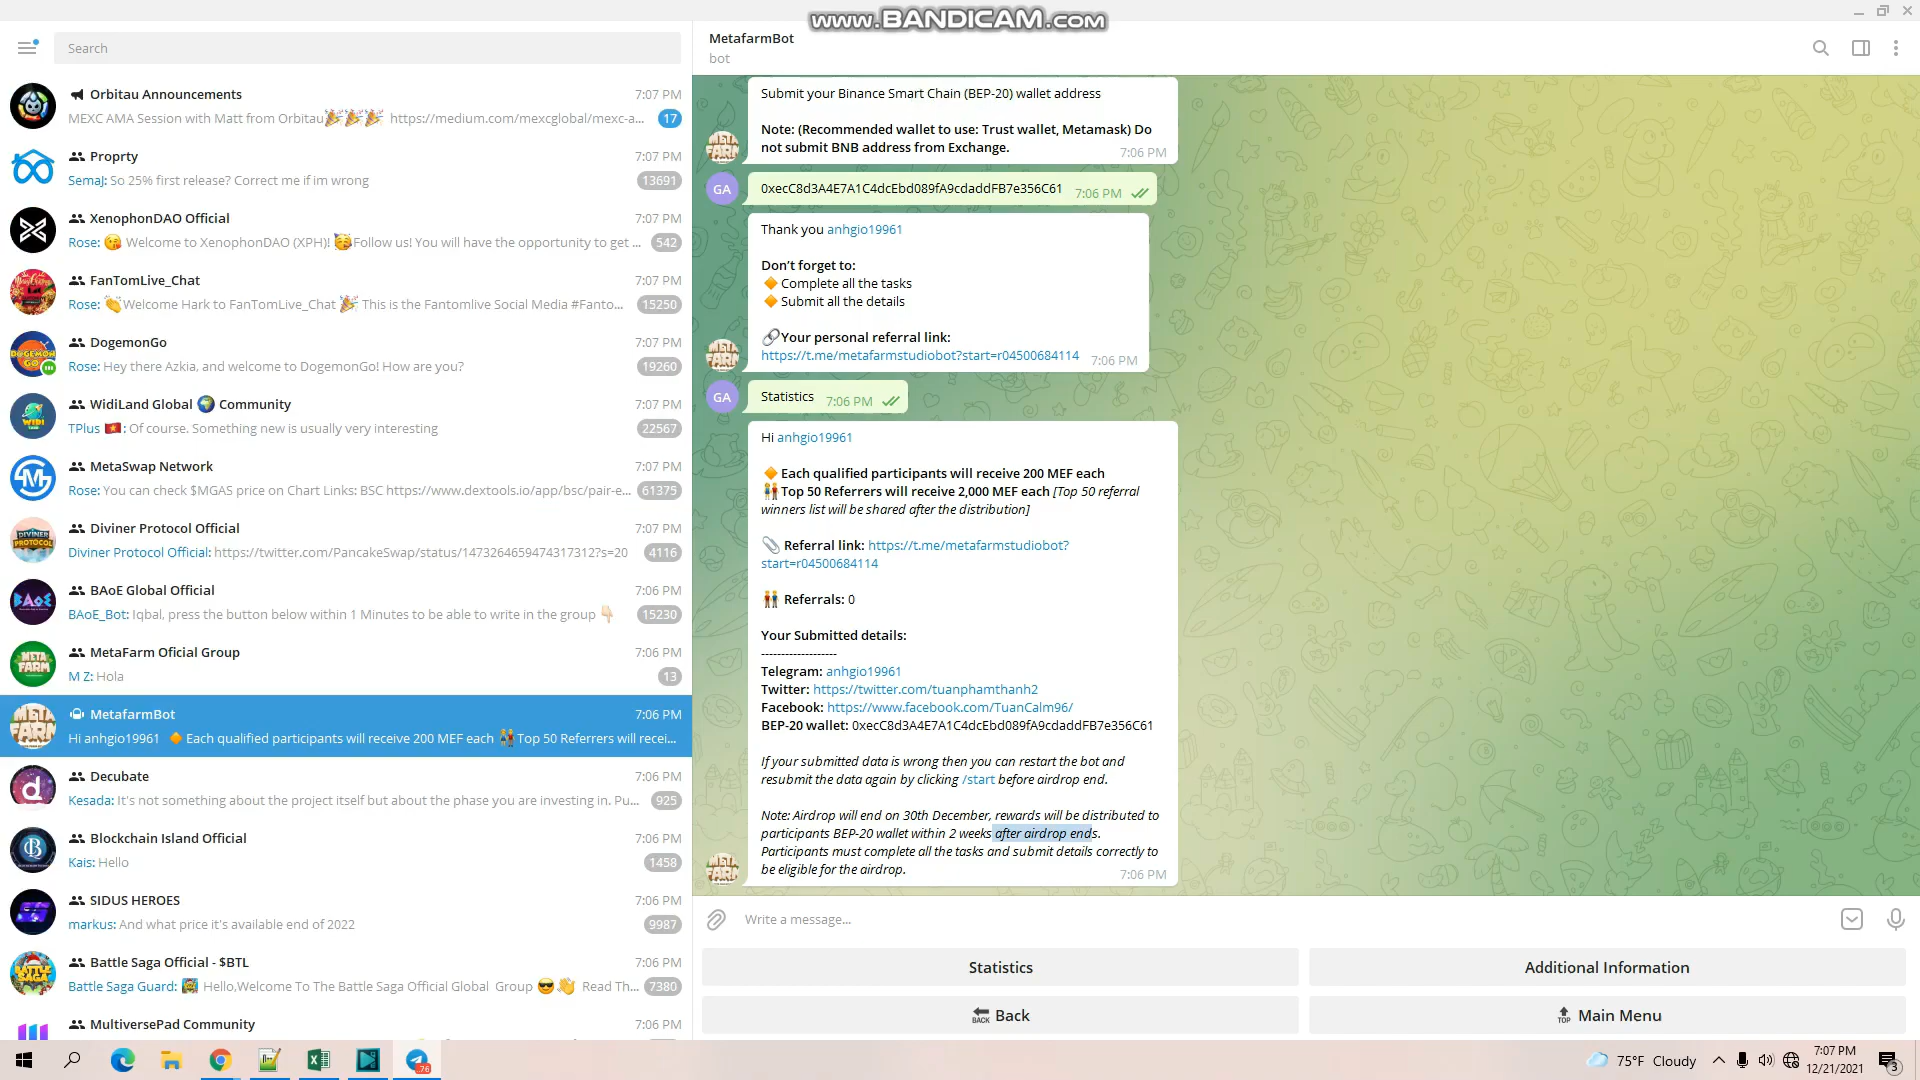 www.BANDICAM.com
Search
Orbitau Announcements 7:07 PM
MEXC AMA Session with Matt from Orbitau🎉🎉🎉 https://medium.com/mexcglobal/mexc-a... 17
Proprty 7:07 PM
SemaJ: So 25% first release? Correct me if im wrong 13691
XenophonDAO Official 7:07 PM
Rose: 😘 Welcome to XenophonDAO (XPH)! 🥳Follow us! You will have the opportunity to get ... 542
FanTomLive_Chat 7:07 PM
Rose: 👏Welcome Hark to FanTomLive_Chat 🎉 This is the Fantomlive Social Media #Fanto... 15250
DogemonGo 7:07 PM
Rose: Hey there Azkia, and welcome to DogemonGo! How are you? 19260
WidiLand Global 🌍 Community 7:07 PM
TPlus 🇻🇳: Of course. Something new is usually very interesting 22567
MetaSwap Network 7:07 PM
Rose: You can check $MGAS price on Chart Links: BSC https://www.dextools.io/app/bsc/pair-e... 61375
Diviner Protocol Official 7:07 PM
Diviner Protocol Official: https://twitter.com/PancakeSwap/status/1473264659474317312?s=20 4116
BAoE Global Official 7:06 PM
BAoE_Bot: Iqbal, press the button below within 1 Minutes to be able to write in the group 👇🏻 15230
MetaFarm Oficial Group 7:06 PM
M Z: Hola 13
MetafarmBot 7:06 PM
Hi anhgio19961 🔸Each qualified participants will receive 200 MEF each 👬Top 50 Referrers will recei...
Decubate 7:06 PM
Kesada: It's not something about the project itself but about the phase you are investing in. Pu... 925
Blockchain Island Official 7:06 PM
Kais: Hello 1458
SIDUS HEROES 7:06 PM
markus: And what price it's available end of 2022 9987
Battle Saga Official - $BTL 7:06 PM
Battle Saga Guard: Hello,Welcome To The Battle Saga Official Global Group 😎👋 Read Th... 7380
MultiversePad Community 7:06 PM
MetafarmBot
bot
Submit your Binance Smart Chain (BEP-20) wallet address
Note: (Recommended wallet to use: Trust wallet, Metamask) Do
not submit BNB address from Exchange. 7:06 PM
GA
0xecC8d3A4E7A1C4dcEbd089fA9cdaddFB7e356C61 7:06 PM
Thank you anhgio19961
Don't forget to:
🔸Complete all the tasks
🔸Submit all the details
🔗Your personal referral link:
https://t.me/metafarmstudiobot?start=r04500684114 7:06 PM
GA
Statistics 7:06 PM
Hi anhgio19961
🔸Each qualified participants will receive 200 MEF each
👬Top 50 Referrers will receive 2,000 MEF each [Top 50 referral
winners list will be shared after the distribution]
📎 Referral link: https://t.me/metafarmstudiobot?
start=r04500684114
👬 Referrals: 0
Your Submitted details:
-------------------
Telegram: anhgio19961
Twitter: https://twitter.com/tuanphamthanh2
Facebook: https://www.facebook.com/TuanCalm96/
BEP-20 wallet: 0xecC8d3A4E7A1C4dcEbd089fA9cdaddFB7e356C61
If your submitted data is wrong then you can restart the bot and
resubmit the data again by clicking /start before airdrop end.
Note: Airdrop will end on 30th December, rewards will be distributed to
participants BEP-20 wallet within 2 weeks after airdrop ends.
Participants must complete all the tasks and submit details correctly to
be eligible for the airdrop. 7:06 PM
Write a message...
Statistics
Additional Information
BACK Back
TOP Main Menu
76
75°F Cloudy
7:07 PM
12/21/2021
3